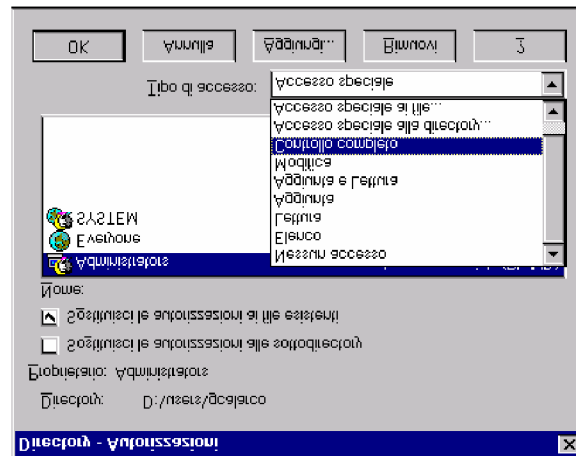 Directory - Autorizzazioni
Directory: D:\users\gcalarco
Proprietario: Administrators
Sostituisci le autorizzazioni alle sottodirectory
Sostituisci le autorizzazioni ai file esistenti
Nome:
Administrators
Everyone
SYSTEM
Nessun accesso
Elenco
Lettura
Aggiunta
Aggiunta e Lettura
Modifica
Controllo completo
Accesso speciale alla directory...
Accesso speciale ai file...
Tipo di accesso: Accesso speciale
OK Annulla Aggiungi... Rimuovi ?